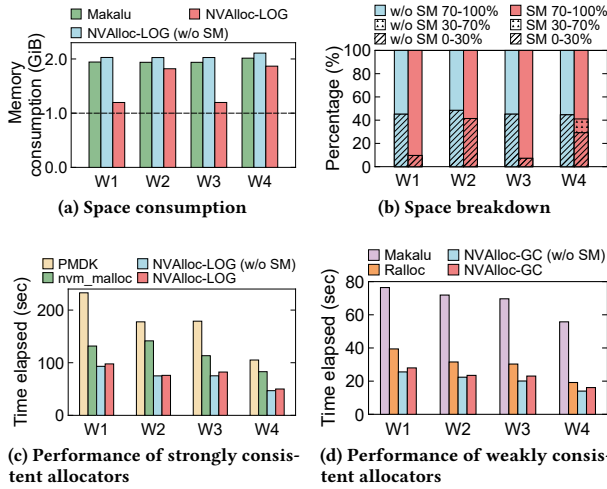 Makalu NVAlloc-LOG
NVAlloc-LOG (w/o SM)
Memory
consumption (GiB)
2.0
1.0
0.0
W1 W2 W3 W4
(a) Space consumption
w/o SM 70-100% SM 70-100%
w/o SM 30-70% SM 30-70%
w/o SM 0-30% SM 0-30%
Percentage (%)
100
80
60
40
20
0
W1 W2 W3 W4
(b) Space breakdown
PMDK NVAlloc-LOG (w/o SM)
nvm_malloc NVAlloc-LOG
Time elapsed (sec)
200
100
0
W1 W2 W3 W4
(c) Performance of strongly consis-
tent allocators
Makalu NVAlloc-GC (w/o SM)
Ralloc NVAlloc-GC
Time elapsed (sec)
80
60
40
20
0
W1 W2 W3 W4
(d) Performance of weakly consis-
tent allocators